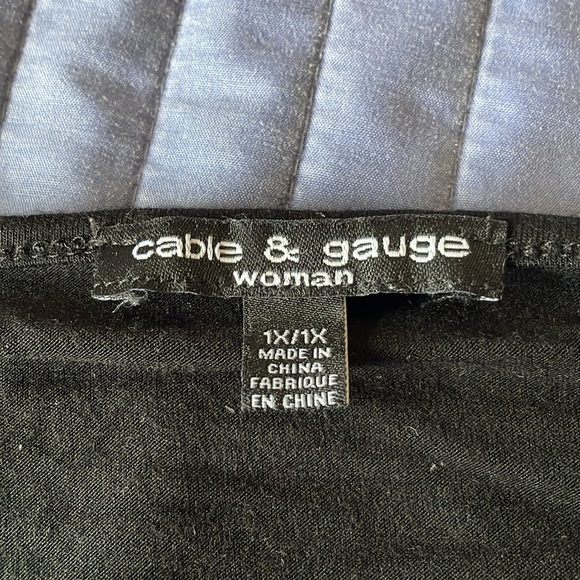 cable & gauge
woman
1X/1X
MADE IN
CHINA
FABRIQUE
EN CHINE